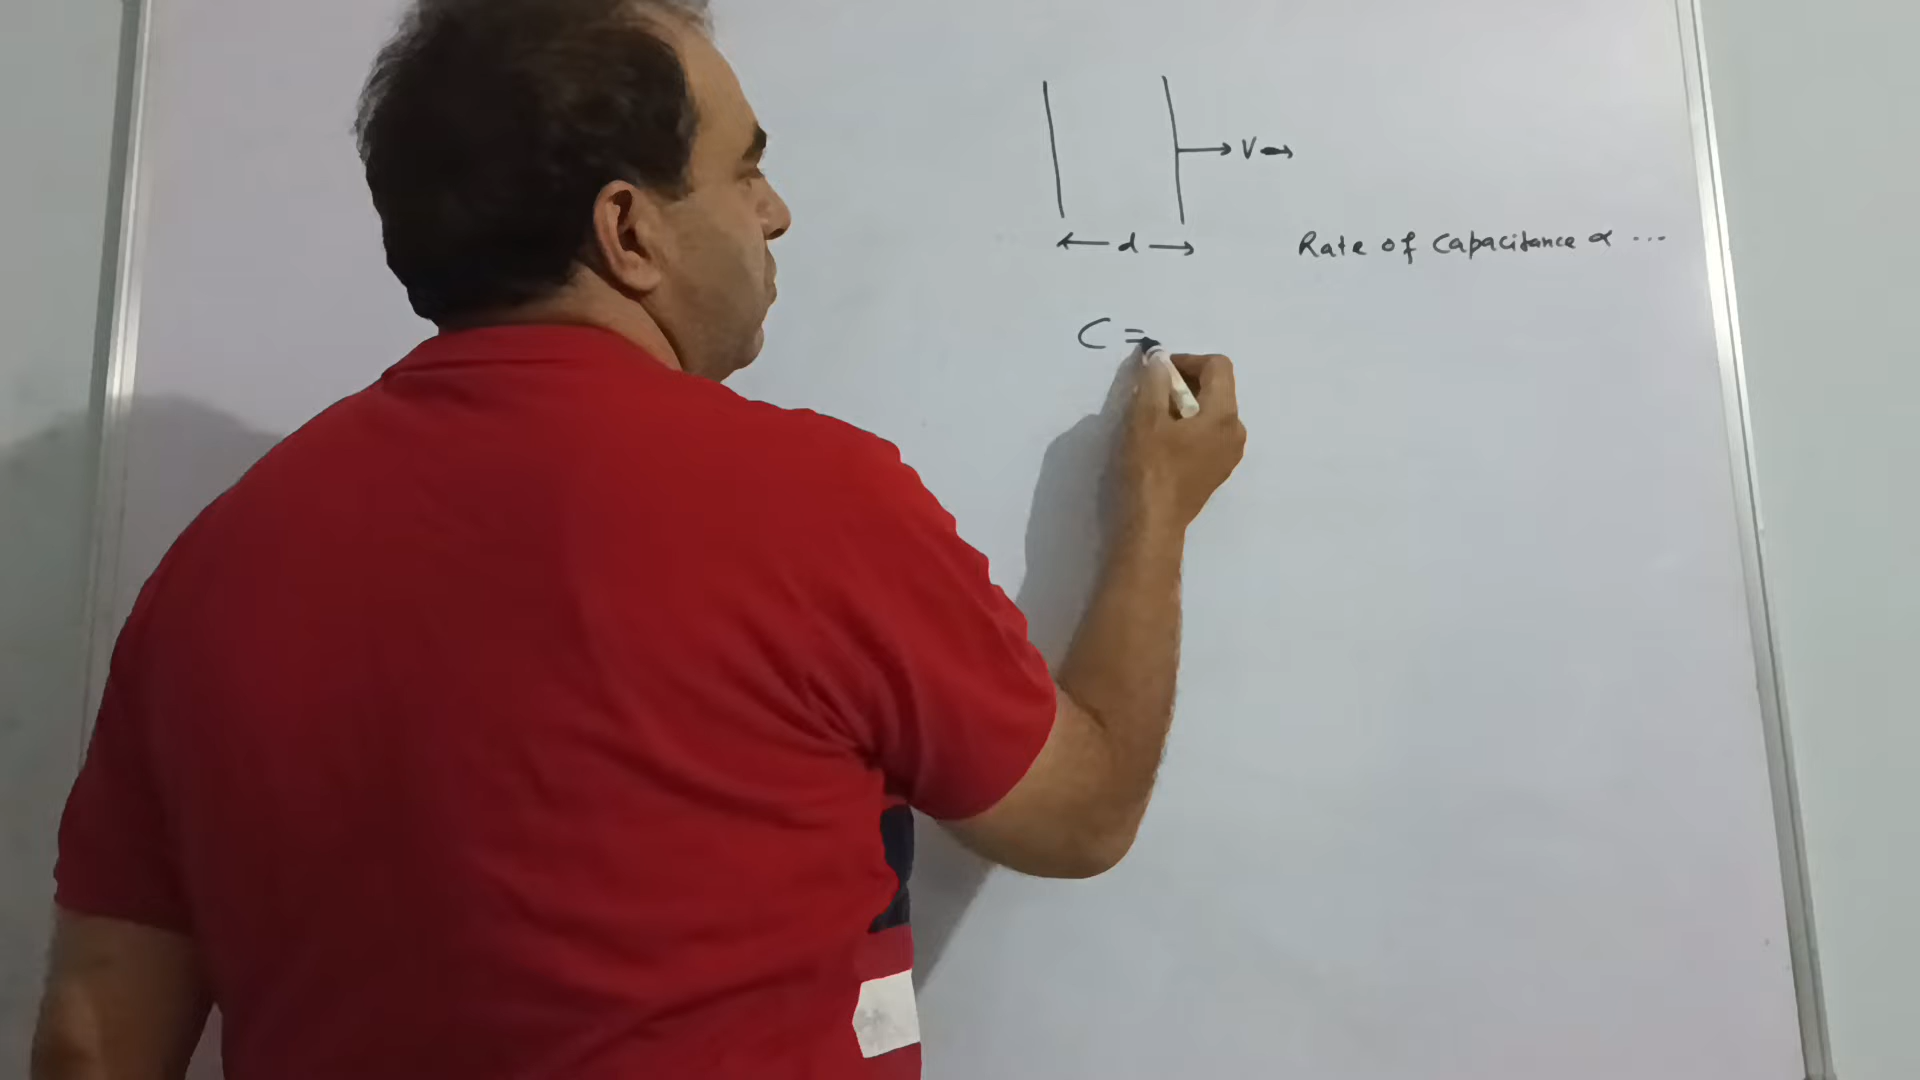 V →
← d →
Rate of Capacitance ∝ ...
C =